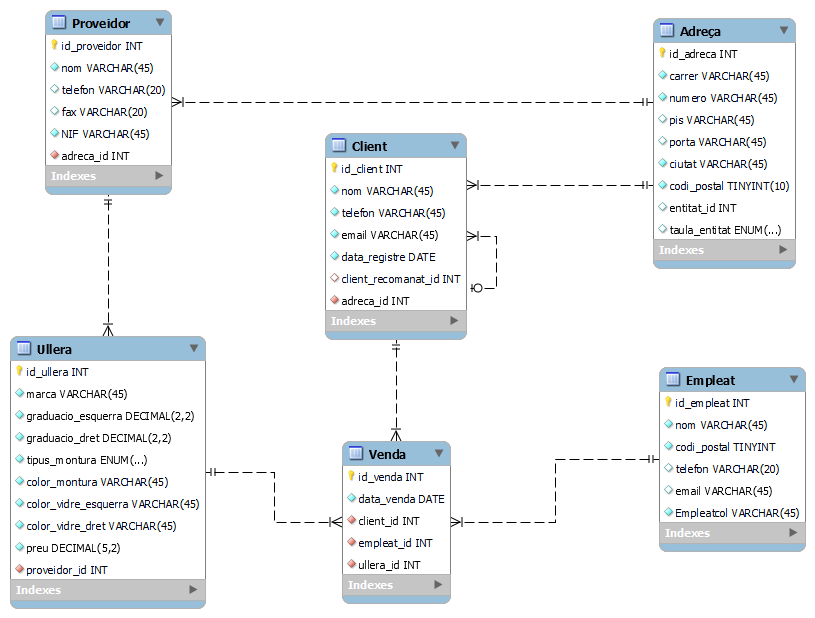 Proveidor
id_proveidor INT
nom VARCHAR(45)
telefon VARCHAR(20)
fax VARCHAR(20)
NIF VARCHAR(45)
adreca_id INT
Indexes
Adreça
id_adreca INT
carrer VARCHAR(45)
numero VARCHAR(45)
pis VARCHAR(45)
porta VARCHAR(45)
ciutat VARCHAR(45)
codi_postal TINYINT(10)
entitat_id INT
taula_entitat ENUM(...)
Indexes
Client
id_client INT
nom VARCHAR(45)
telefon VARCHAR(45)
email VARCHAR(45)
data_registre DATE
client_recomanat_id INT
adreca_id INT
Indexes
Ullera
id_ullera INT
marca VARCHAR(45)
graduacio_esquerra DECIMAL(2,2)
graduacio_dret DECIMAL(2,2)
tipus_montura ENUM(...)
color_montura VARCHAR(45)
color_vidre_esquerra VARCHAR(45)
color_vidre_dret VARCHAR(45)
preu DECIMAL(5,2)
proveidor_id INT
Indexes
Venda
id_venda INT
data_venda DATE
client_id INT
empleat_id INT
ullera_id INT
Indexes
Empleat
id_empleat INT
nom VARCHAR(45)
codi_postal TINYINT
telefon VARCHAR(20)
email VARCHAR(45)
Empleatcol VARCHAR(45)
Indexes